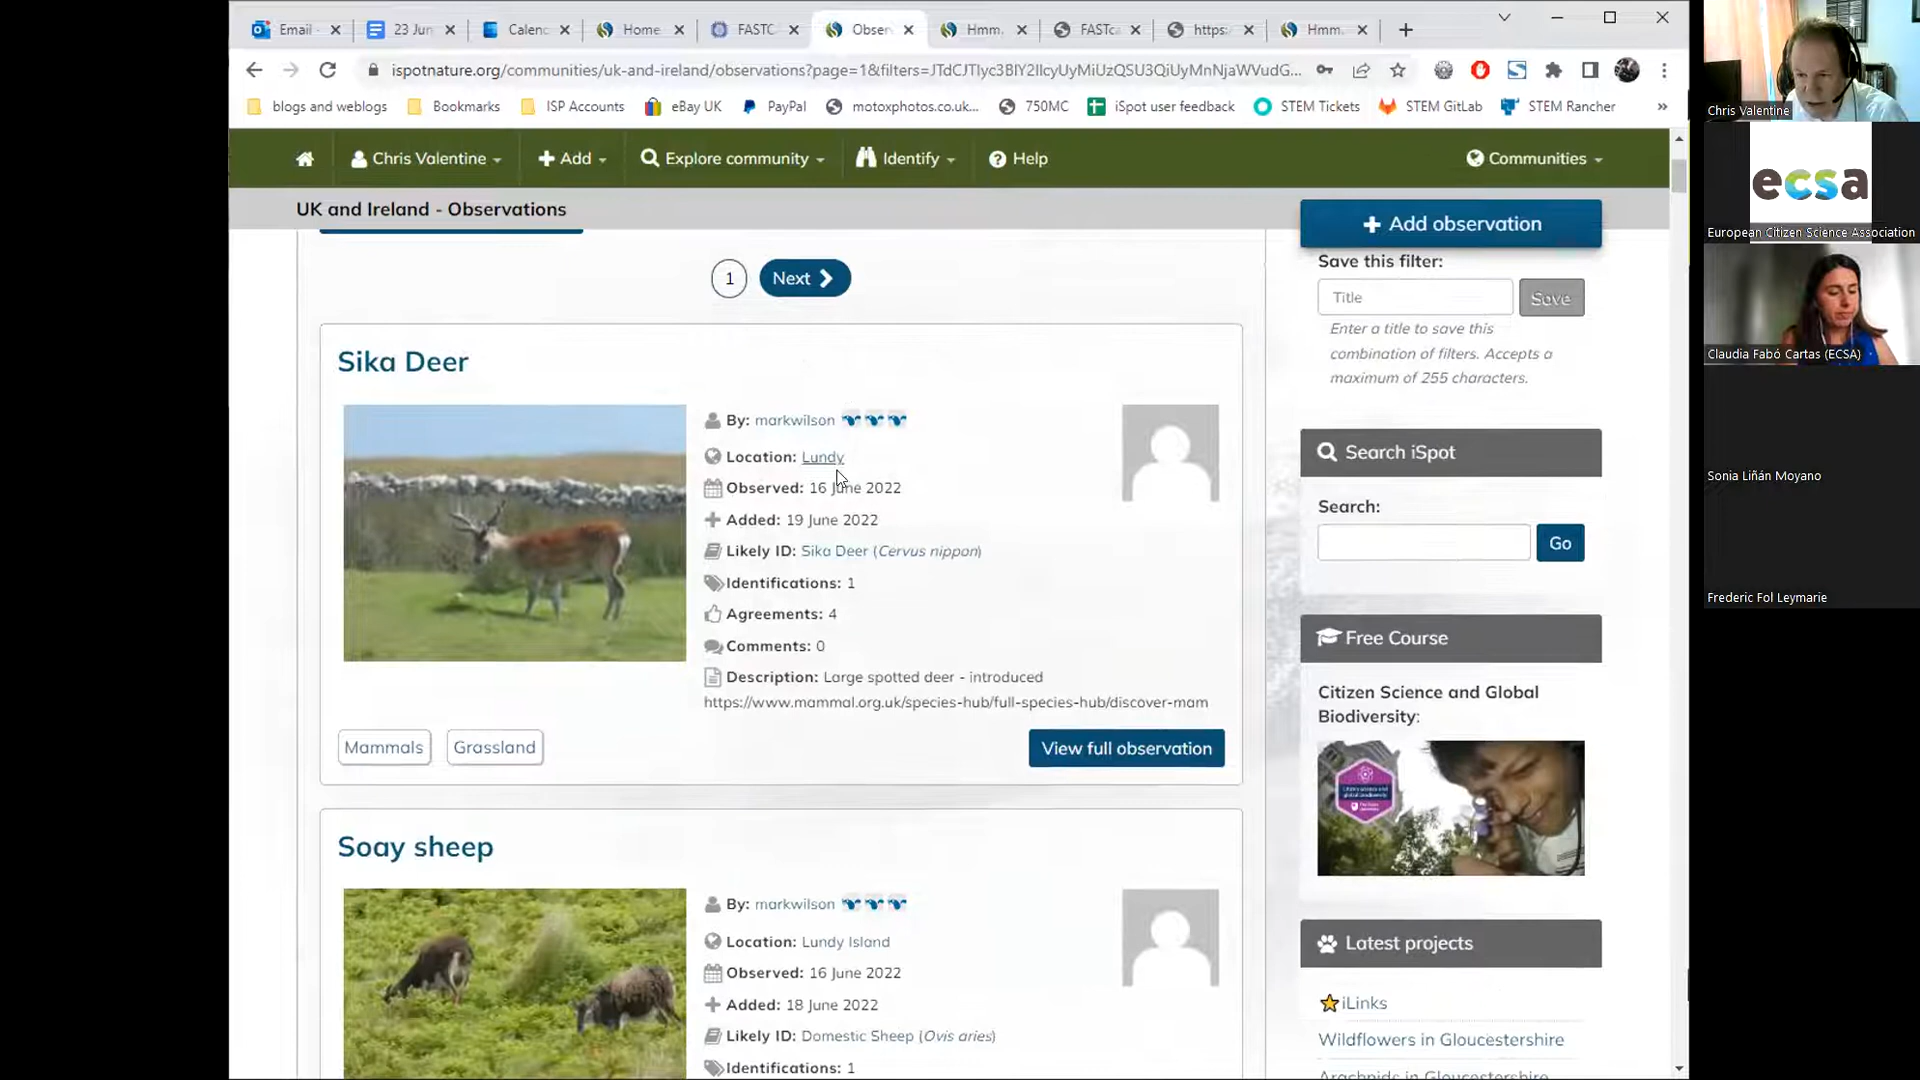 Email -
23 Jun
Calenc
Home
FASTC
Obser
Hmm.
FASTca
https:
Hmm.
ispotnature.org/communities/uk-and-ireland/observations?page=1&filters=JTdCJTIyc3BlY2llcyUyMiUzQSU3QiUyMnNjaWVudG...
blogs and weblogs
Bookmarks
ISP Accounts
eBay UK
PayPal
motoxphotos.co.uk...
750MC
iSpot user feedback
STEM Tickets
STEM GitLab
STEM Rancher
»
Chris Valentine
Add
Explore community
Identify
Help
Communities
UK and Ireland - Observations
Add observation
1
Next
Sika Deer
By: markwilson
Location: Lundy
Observed: 16 June 2022
Added: 19 June 2022
Likely ID: Sika Deer (Cervus nippon)
Identifications: 1
Agreements: 4
Comments: 0
Description: Large spotted deer - introduced
https://www.mammal.org.uk/species-hub/full-species-hub/discover-mam
Mammals
Grassland
View full observation
Soay sheep
By: markwilson
Location: Lundy Island
Observed: 16 June 2022
Added: 18 June 2022
Likely ID: Domestic Sheep (Ovis aries)
Identifications: 1
Save this filter:
Title
Save
Enter a title to save this
combination of filters. Accepts a
maximum of 255 characters.
Search iSpot
Search:
Go
Free Course
Citizen Science and Global
Biodiversity:
Latest projects
iLinks
Wildflowers in Gloucestershire
Arachnids in Gloucestershire
Chris Valentine
ecsa
European Citizen Science Association
Claudia Fabó Cartas (ECSA)
Sonia Liñán Moyano
Frederic Fol Leymarie